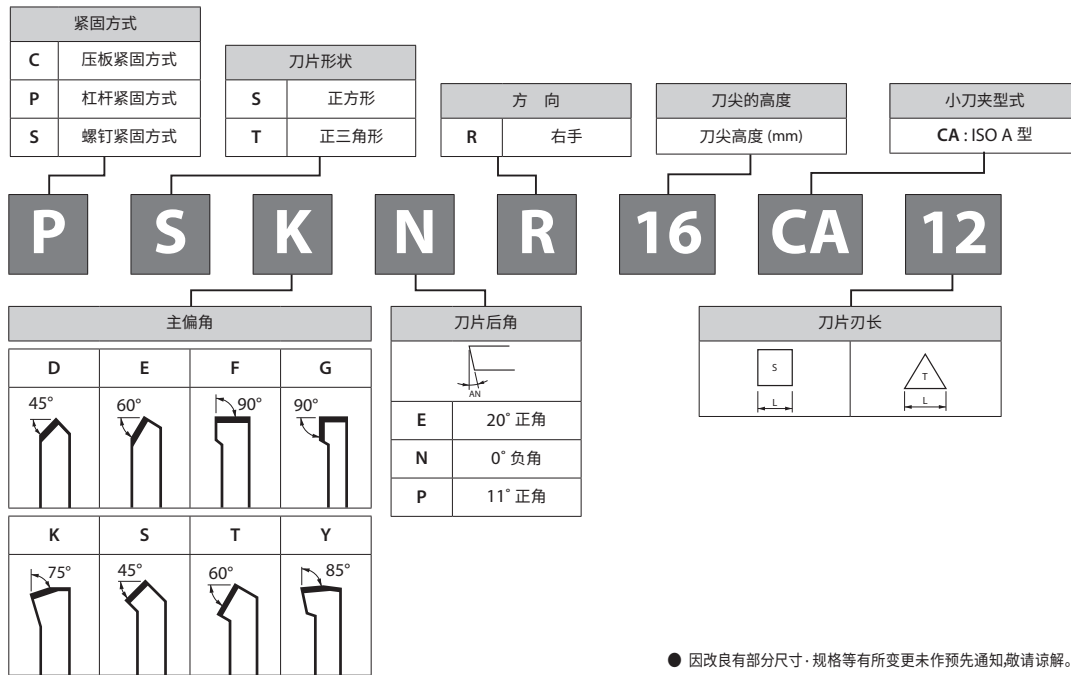 紧固方式
C 压板紧固方式
P 杠杆紧固方式
S 螺钉紧固方式
刀片形状
S 正方形
T 正三角形
方 向
R 右手
刀尖的高度
刀尖高度 (mm)
小刀夹型式
CA : ISO A 型
P S K N R 16 CA 12
主偏角
D E F G
45° 60° 90° 90°
K S T Y
75° 45° 60° 85°
刀片后角
AN
E 20° 正角
N 0° 负角
P 11° 正角
刀片刃长
S T
L L
● 因改良有部分尺寸·规格等有所变更未作预先通知,敬请谅解。